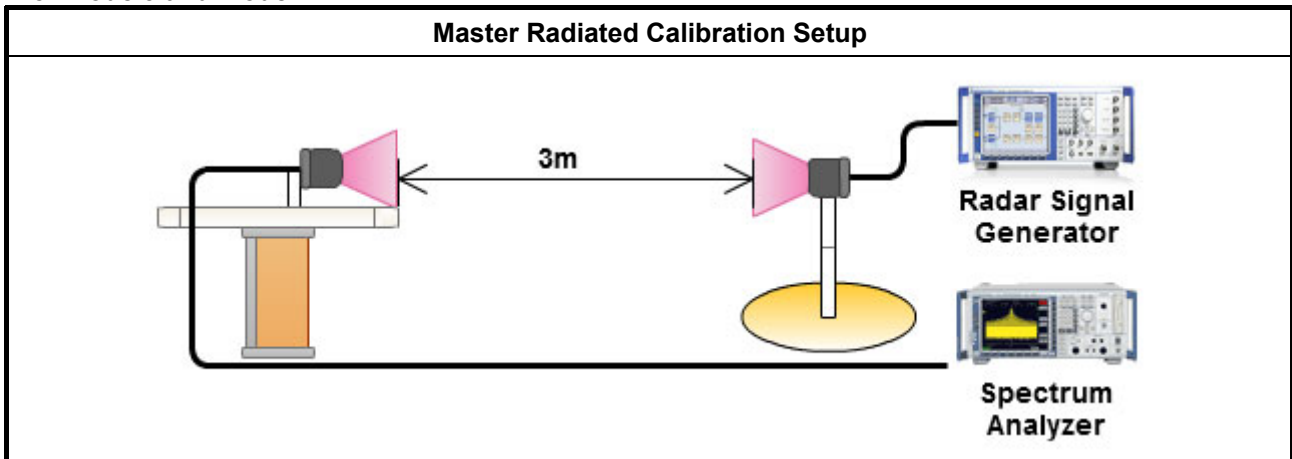 Master Radiated Calibration Setup
3m
Radar Signal
Generator
Spectrum
Analyzer